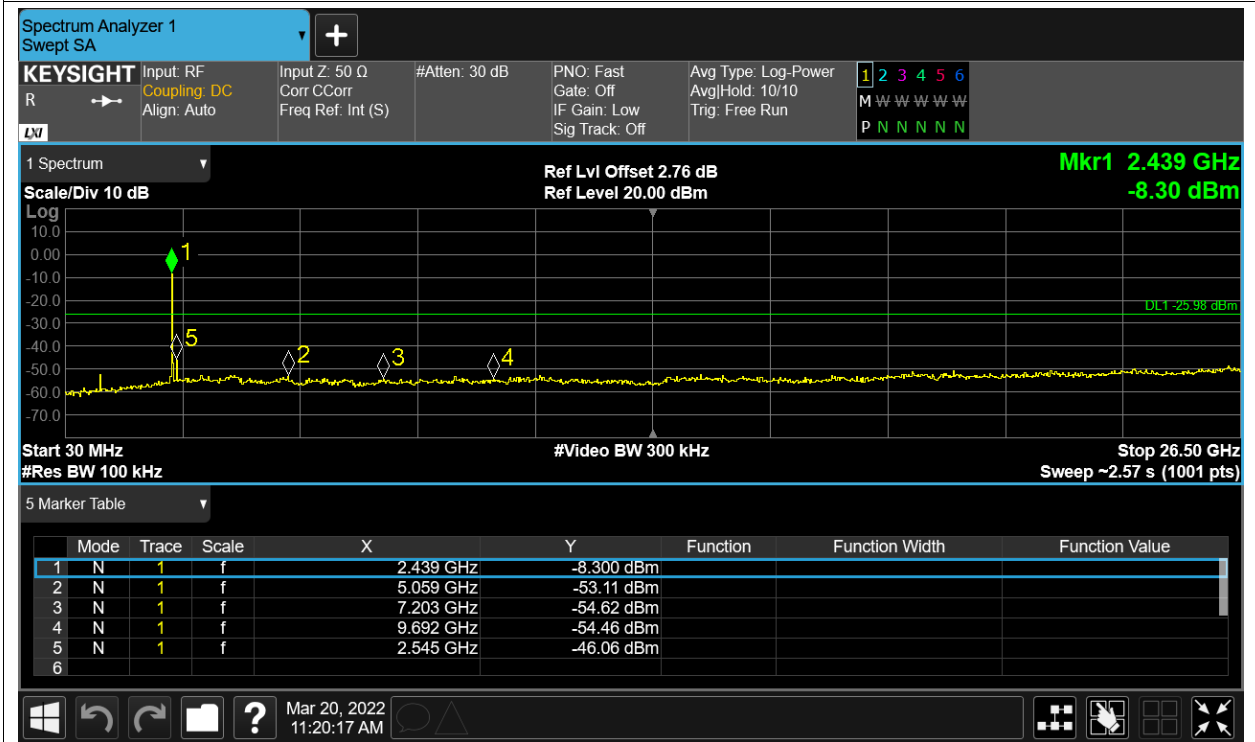 Spectrum Analyzer 1
Swept SA
+
KEYSIGHT
R
LXI
Input: RF
Coupling: DC
Align: Auto
Input Z: 50 Ω
Corr CCorr
Freq Ref: Int (S)
#Atten: 30 dB
PNO: Fast
Gate: Off
IF Gain: Low
Sig Track: Off
Avg Type: Log-Power
Avg|Hold: 10/10
Trig: Free Run
1 2 3 4 5 6
M W W W W W
P N N N N N
1 Spectrum
Scale/Div 10 dB
Ref Lvl Offset 2.76 dB
Ref Level 20.00 dBm
Mkr1 2.439 GHz
-8.30 dBm
Log
10.0
0.00
-10.0
-20.0
-30.0
-40.0
-50.0
-60.0
-70.0
1
5
2
3
4
DL1 -25.98 dBm
Start 30 MHz
#Res BW 100 kHz
#Video BW 300 kHz
Stop 26.50 GHz
Sweep ~2.57 s (1001 pts)
5 Marker Table
Mode Trace Scale X Y Function Function Width Function Value
1 N 1 f 2.439 GHz -8.300 dBm
2 N 1 f 5.059 GHz -53.11 dBm
3 N 1 f 7.203 GHz -54.62 dBm
4 N 1 f 9.692 GHz -54.46 dBm
5 N 1 f 2.545 GHz -46.06 dBm
6
?
Mar 20, 2022
11:20:17 AM